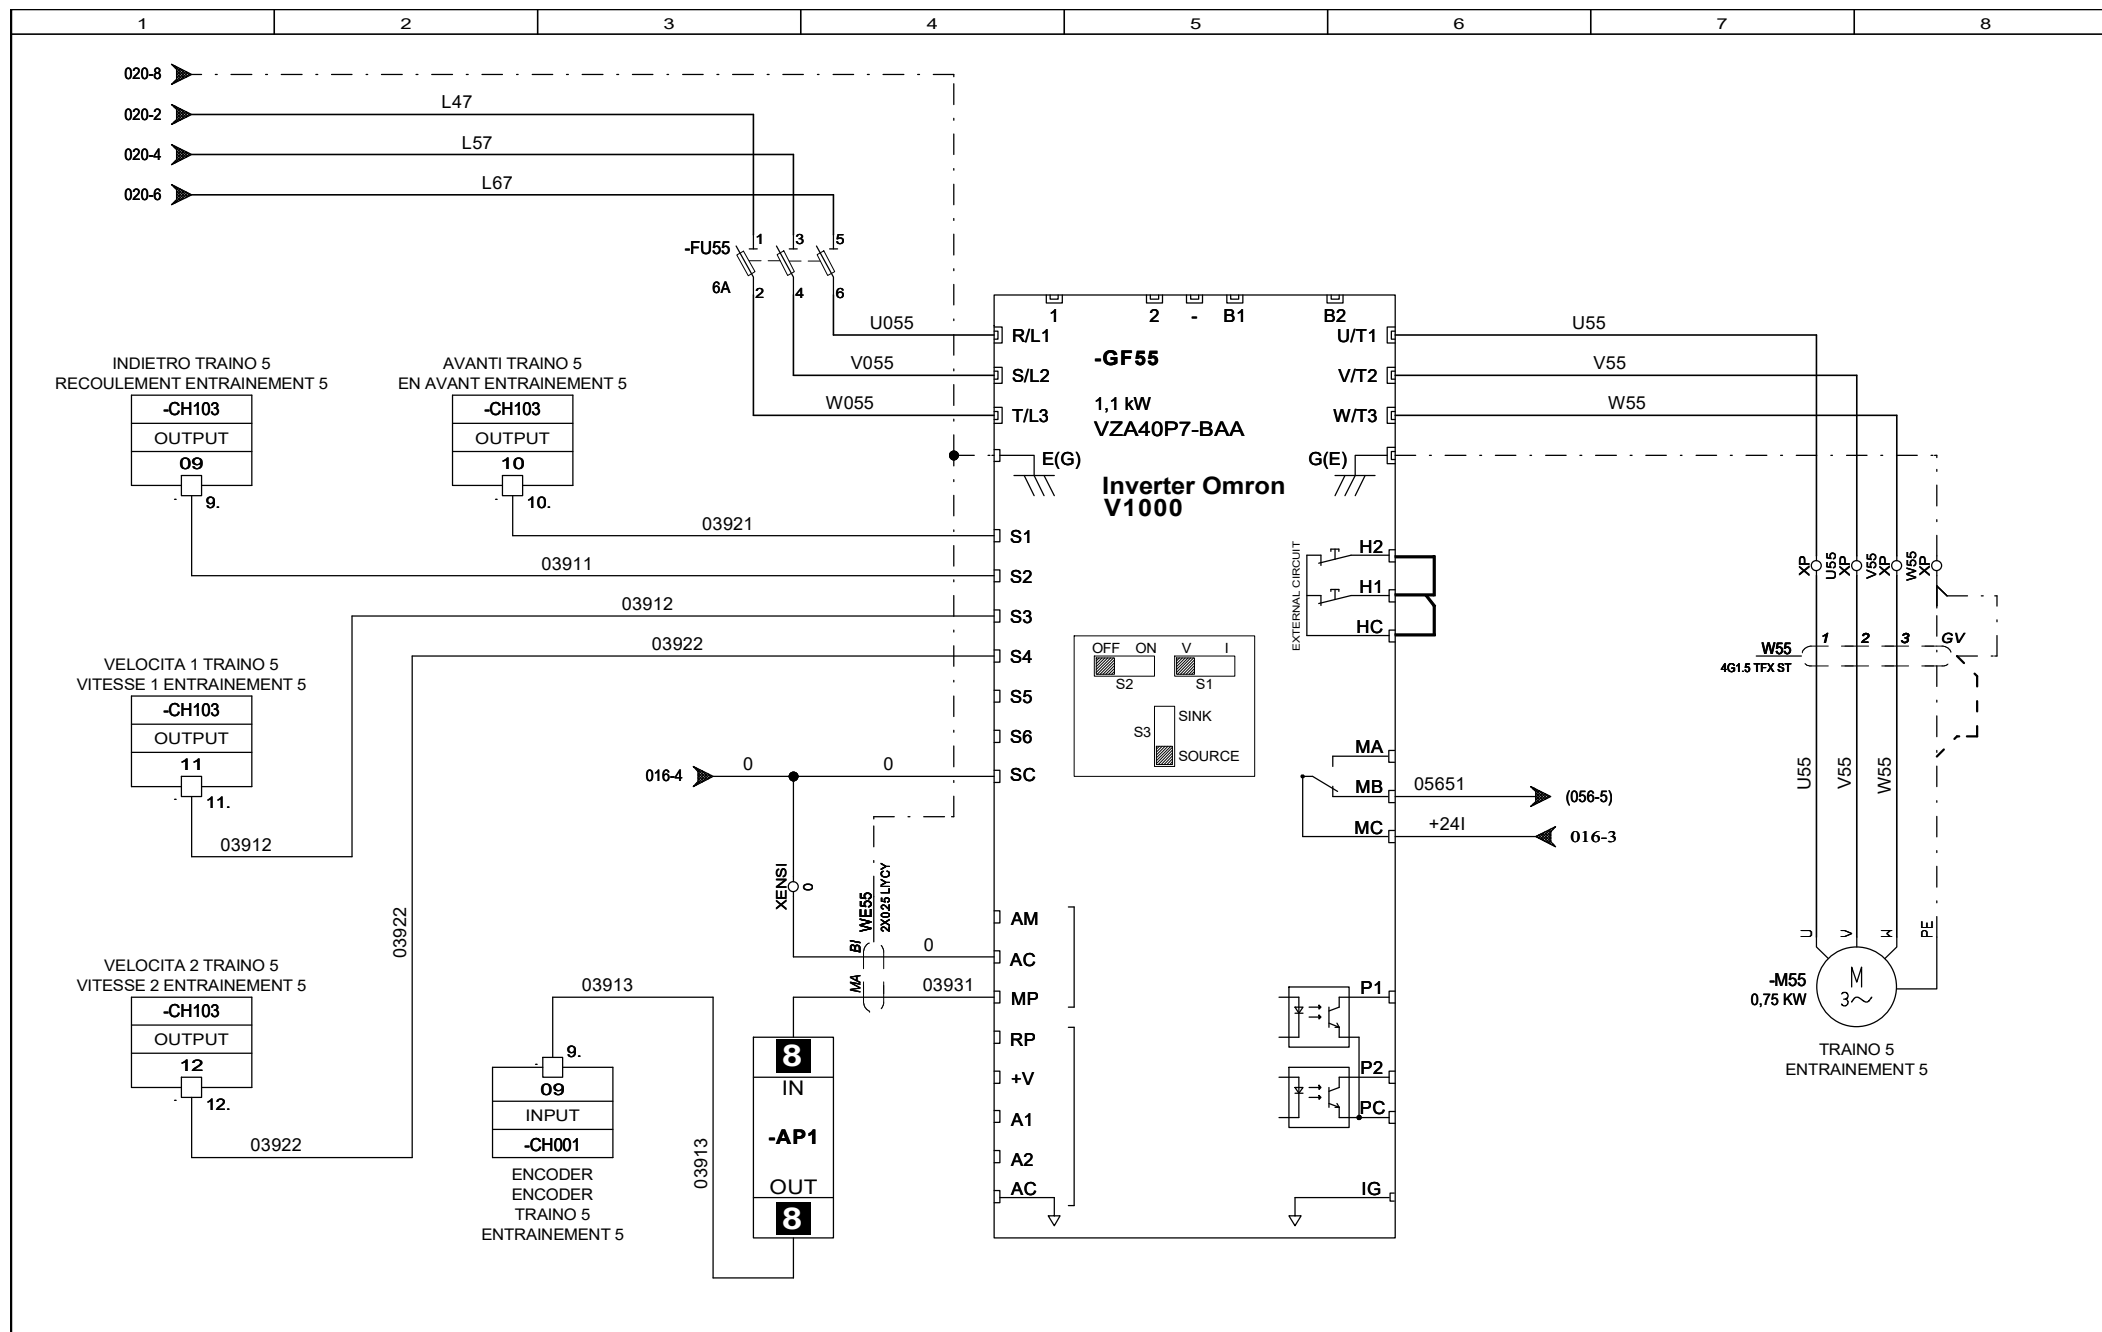 1 2 3 4 5 6 7 8
020-8
L47
020-2
L57
020-4
L67
020-6
-FU55
6A
1 3 5
2 4 6
U055
V055
W055
INDIETRO TRAINO 5
RECOULEMENT ENTRAINEMENT 5
-CH103
OUTPUT
09
9.
AVANTI TRAINO 5
EN AVANT ENTRAINEMENT 5
-CH103
OUTPUT
10
10.
03921
03911
03912
03922
VELOCITA 1 TRAINO 5
VITESSE 1 ENTRAINEMENT 5
-CH103
OUTPUT
11
11.
03912
03922
VELOCITA 2 TRAINO 5
VITESSE 2 ENTRAINEMENT 5
-CH103
OUTPUT
12
12.
03922
016-4
0
0
XENSI
0
WE55
2X0.25 LIYCY
BI
MA
0
03931
03913
03913
9.
09
INPUT
-CH001
ENCODER
ENCODER
TRAINO 5
ENTRAINEMENT 5
8
IN
-AP1
OUT
8
1 2 - B1 B2
R/L1
S/L2
T/L3
E(G)
-GF55
1,1 kW
VZA40P7-BAA
Inverter Omron
V1000
U/T1
V/T2
W/T3
G(E)
S1
S2
S3
S4
S5
S6
SC
AM
AC
MP
RP
+V
A1
A2
AC
OFF ON
S2
V I
S1
S3
SINK
SOURCE
EXTERNAL CIRCUIT
H2
H1
HC
MA
MB
MC
P1
P2
PC
IG
05651
(056-5)
+24I
016-3
U55
V55
W55
XP
U55
XP
V55
XP
W55
XP
W55
4G1.5 TFX ST
1 2 3 GV
U55
V55
W55
U
V
W
PE
-M55
0,75 KW
M
3~
TRAINO 5
ENTRAINEMENT 5